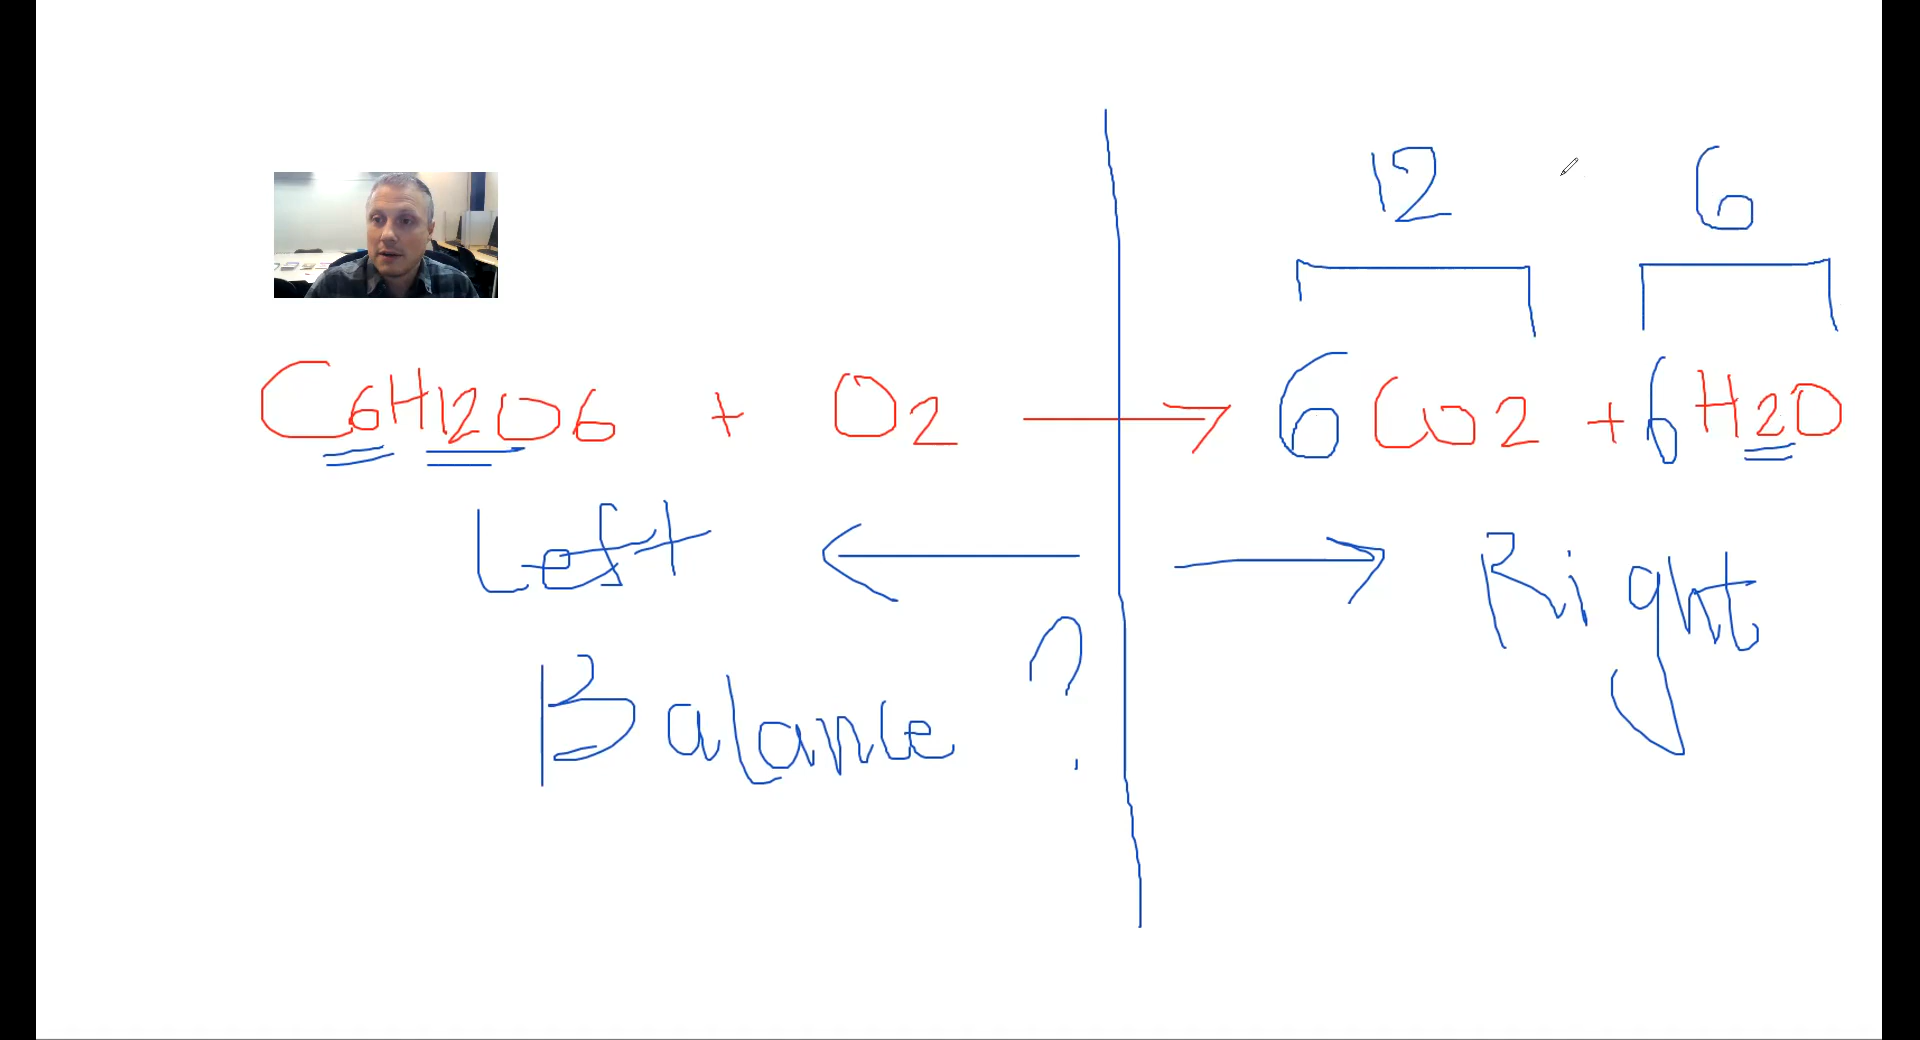 12 6
C6H12O6 + O2 → 6CO2 + 6H2O
Left ← → Right
Balance ?